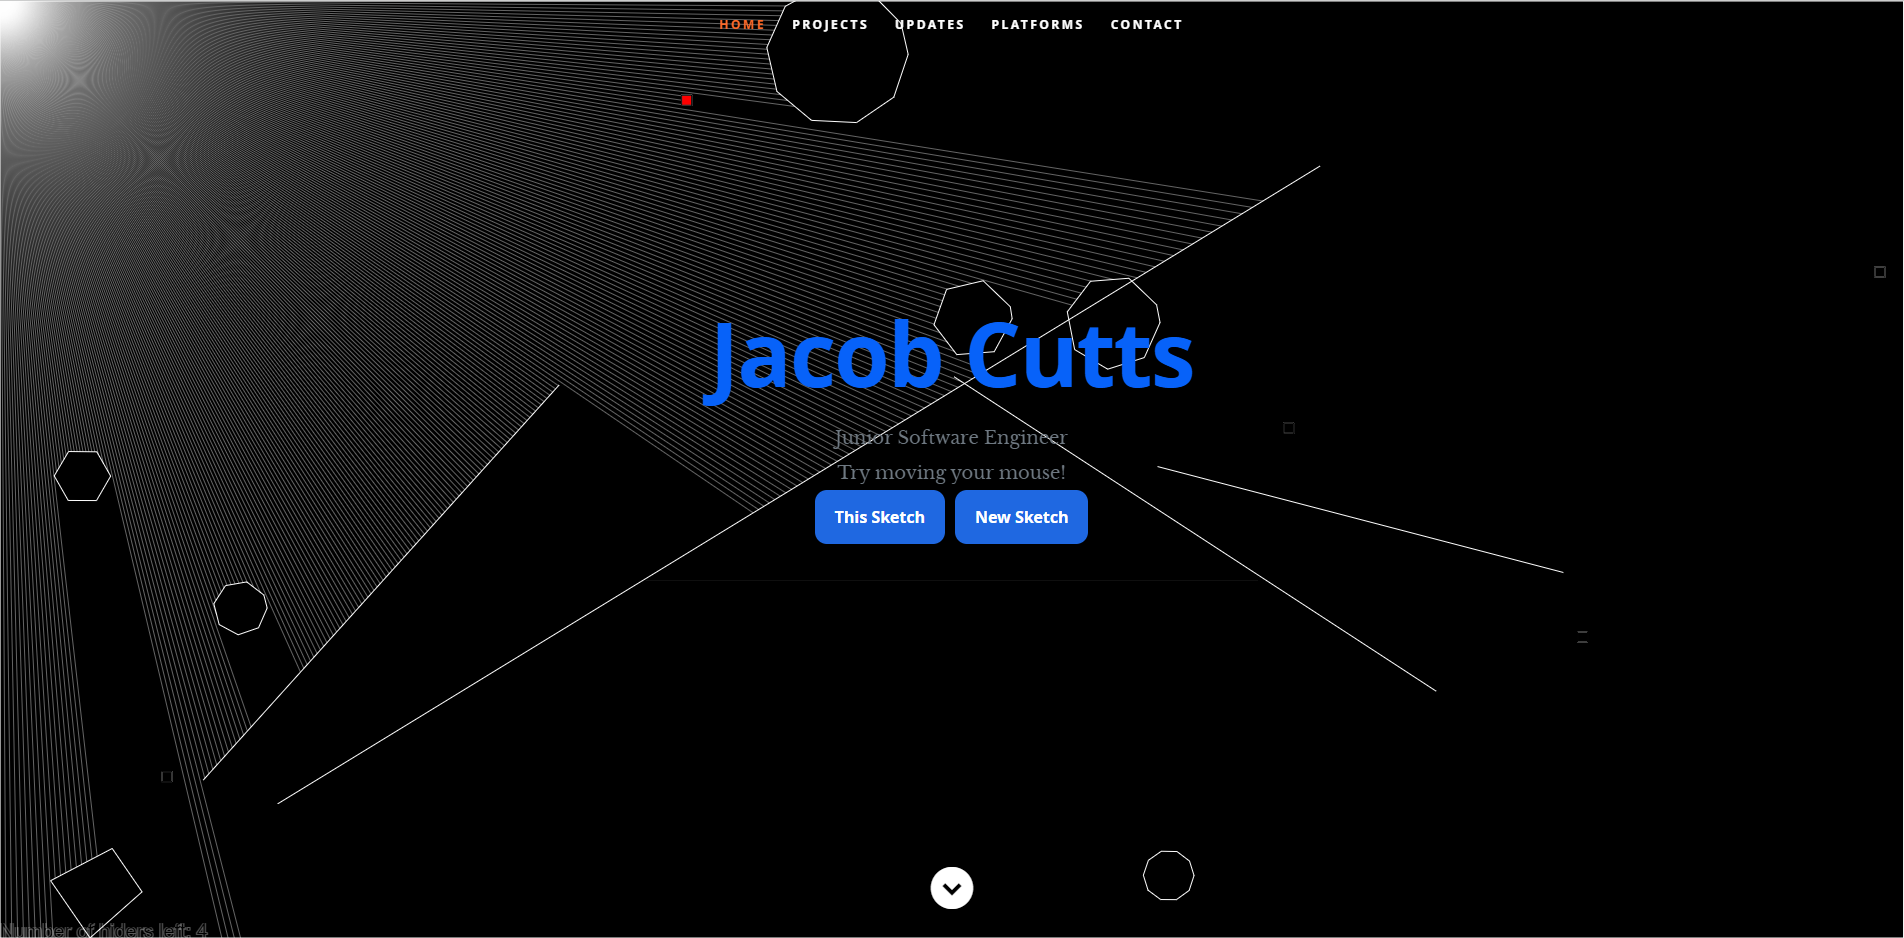 HOME PROJECTS UPDATES PLATFORMS CONTACT
Jacob Cutts
Junior Software Engineer
Try moving your mouse!
This Sketch New Sketch
Number of hiders left: 4